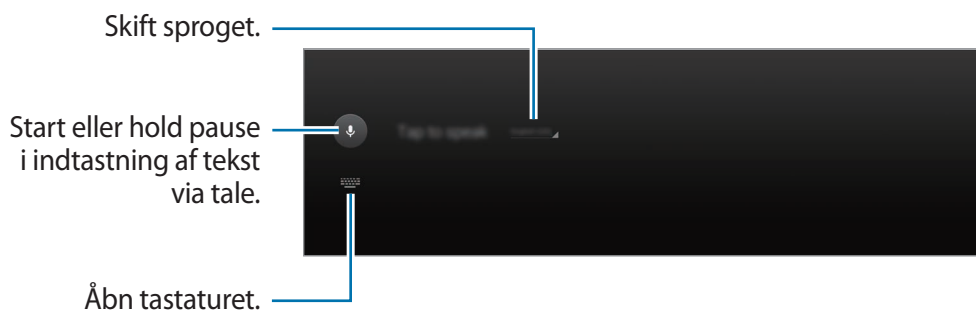 Skift sproget.
Start eller hold pause
i indtastning af tekst
via tale.
Tap to speak
Åbn tastaturet.